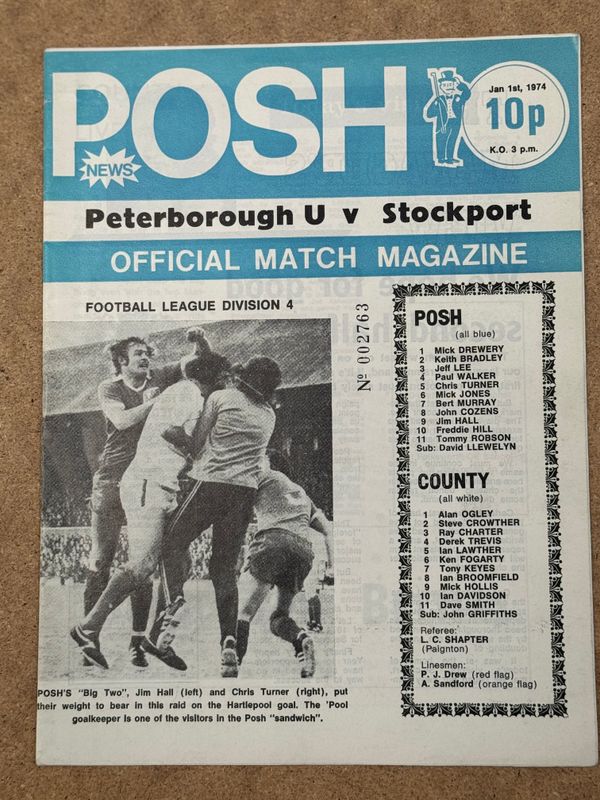 POSH
NEWS
Jan 1st, 1974
10p
K.O. 3 p.m.
Peterborough U v Stockport
OFFICIAL MATCH MAGAZINE
FOOTBALL LEAGUE DIVISION 4
Nº 002763
POSH
(all blue)
1 Mick DREWERY
2 Keith BRADLEY
3 Jeff LEE
4 Paul WALKER
5 Chris TURNER
6 Mick JONES
7 Bert MURRAY
8 John COZENS
9 Jim HALL
10 Freddie HILL
11 Tommy ROBSON
Sub: David LLEWELYN
COUNTY
(all white)
1 Alan OGLEY
2 Steve CROWTHER
3 Ray CHARTER
4 Derek TREVIS
5 Ian LAWTHER
6 Ken FOGARTY
7 Tony KEYES
8 Ian BROOMFIELD
9 Mick HOLLIS
10 Ian DAVIDSON
11 Dave SMITH
Sub: John GRIFFITHS
Referee:
L. C. SHAPTER
(Paignton)
Linesmen:
P. J. Drew (red flag)
A. Sandford (orange flag)
POSH'S "Big Two", Jim Hall (left) and Chris Turner (right), put
their weight to bear in this raid on the Hartlepool goal. The 'Pool
goalkeeper is one of the visitors in the Posh "sandwich".